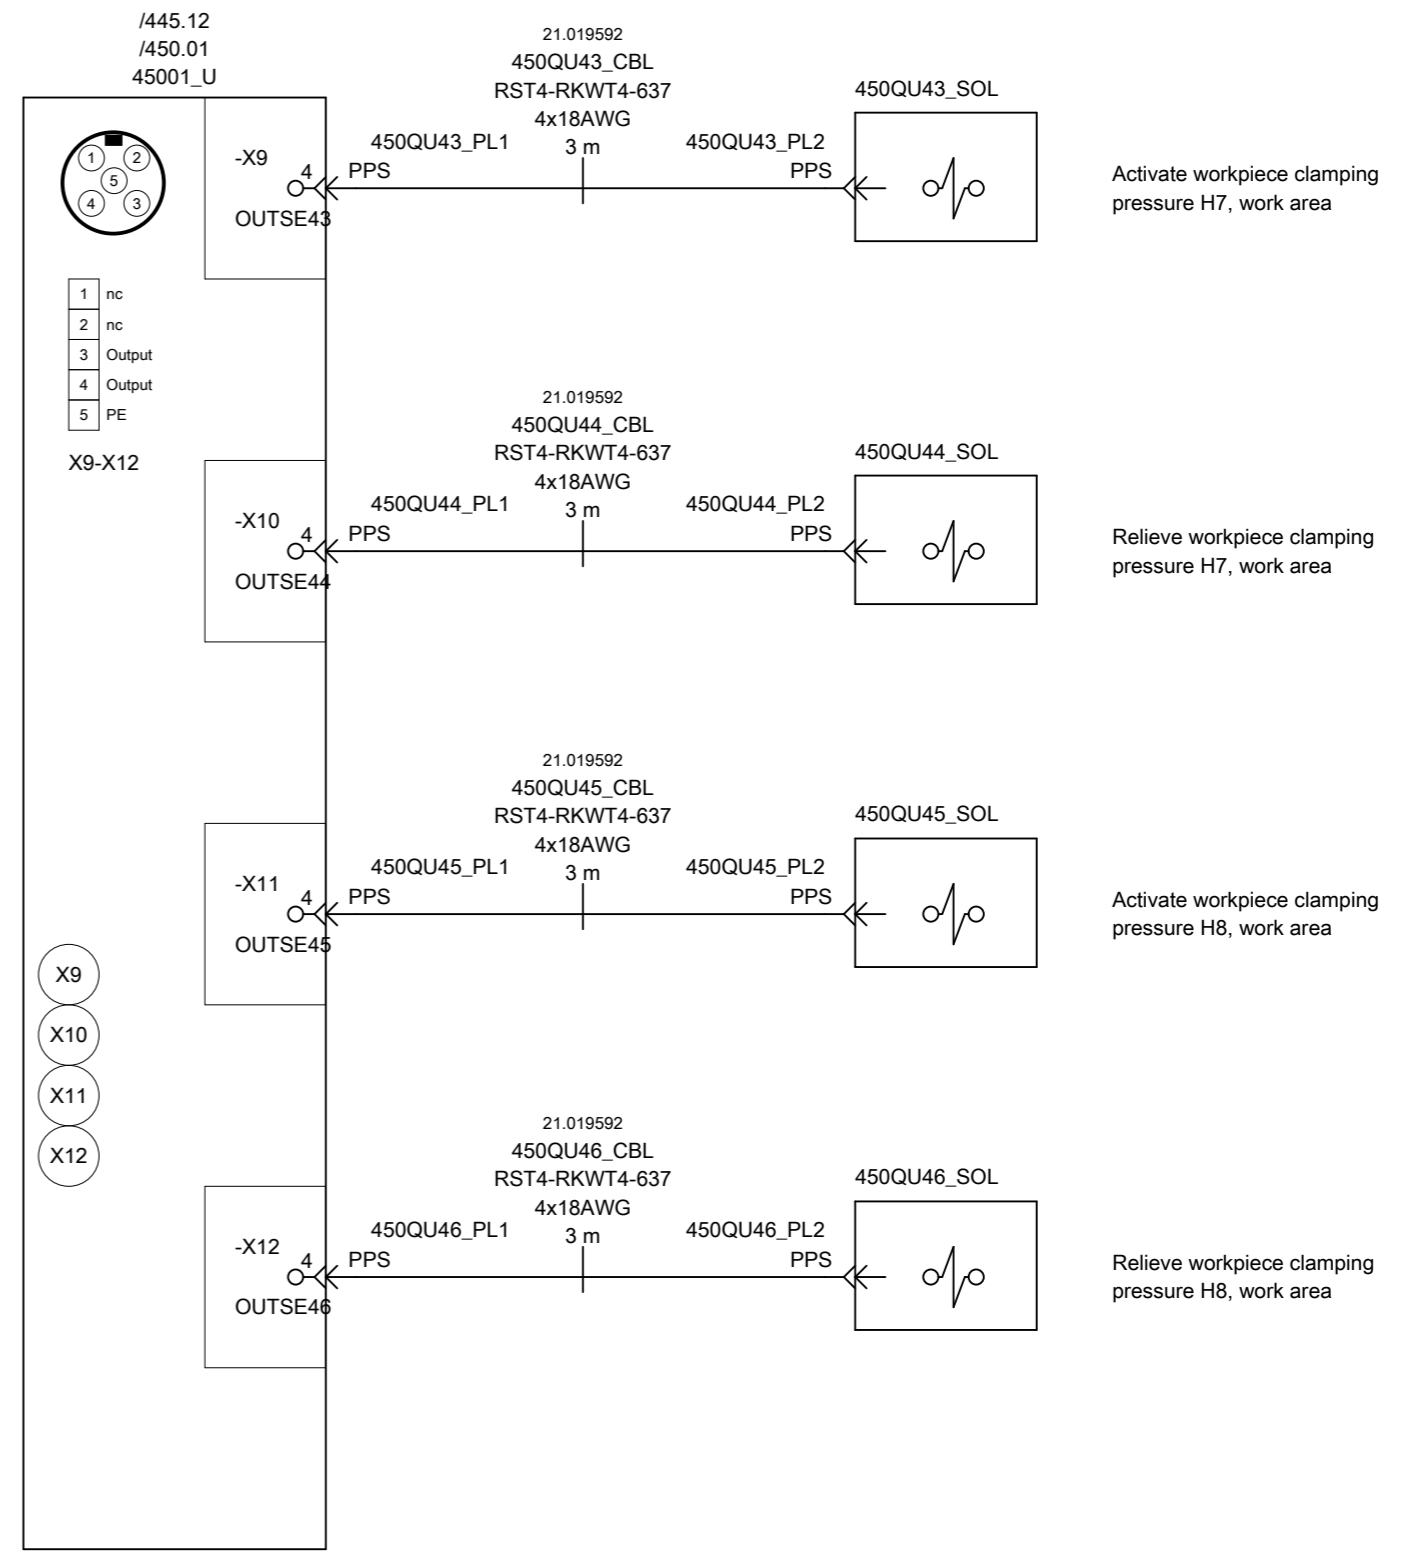 /445.12
/450.01
45001_U
1
2
5
4
3
1 nc
2 nc
3 Output
4 Output
5 PE
X9-X12
X9
X10
X11
X12
-X9
4
OUTSE43
21.019592
450QU43_CBL
RST4-RKWT4-637
4x18AWG
3 m
450QU43_PL1
PPS
450QU43_PL2
PPS
450QU43_SOL
Activate workpiece clamping
pressure H7, work area
-X10
4
OUTSE44
21.019592
450QU44_CBL
RST4-RKWT4-637
4x18AWG
3 m
450QU44_PL1
PPS
450QU44_PL2
PPS
450QU44_SOL
Relieve workpiece clamping
pressure H7, work area
-X11
4
OUTSE45
21.019592
450QU45_CBL
RST4-RKWT4-637
4x18AWG
3 m
450QU45_PL1
PPS
450QU45_PL2
PPS
450QU45_SOL
Activate workpiece clamping
pressure H8, work area
-X12
4
OUTSE46
21.019592
450QU46_CBL
RST4-RKWT4-637
4x18AWG
3 m
450QU46_PL1
PPS
450QU46_PL2
PPS
450QU46_SOL
Relieve workpiece clamping
pressure H8, work area